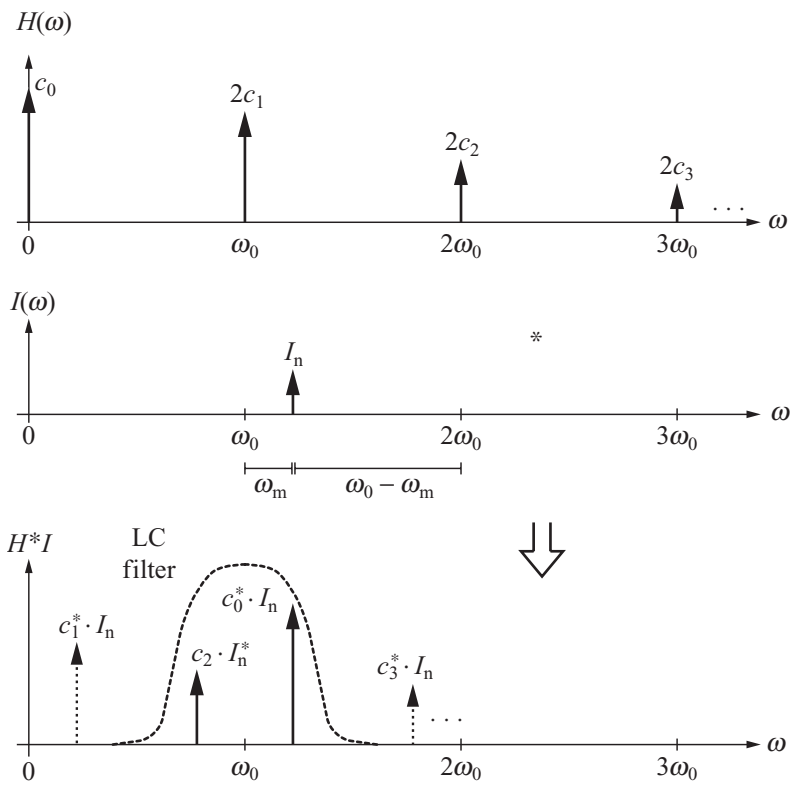 H(ω)
c₀
2c₁
2c₂
2c₃
. . .
0
ω₀
2ω₀
3ω₀
ω
I(ω)
Iₙ
*
0
ω₀
2ω₀
3ω₀
ω
ωₘ
ω₀ − ωₘ
H*I
LC
filter
c₁* · Iₙ
c₂ · Iₙ*
c₀* · Iₙ
c₃* · Iₙ
. . .
0
ω₀
2ω₀
3ω₀
ω